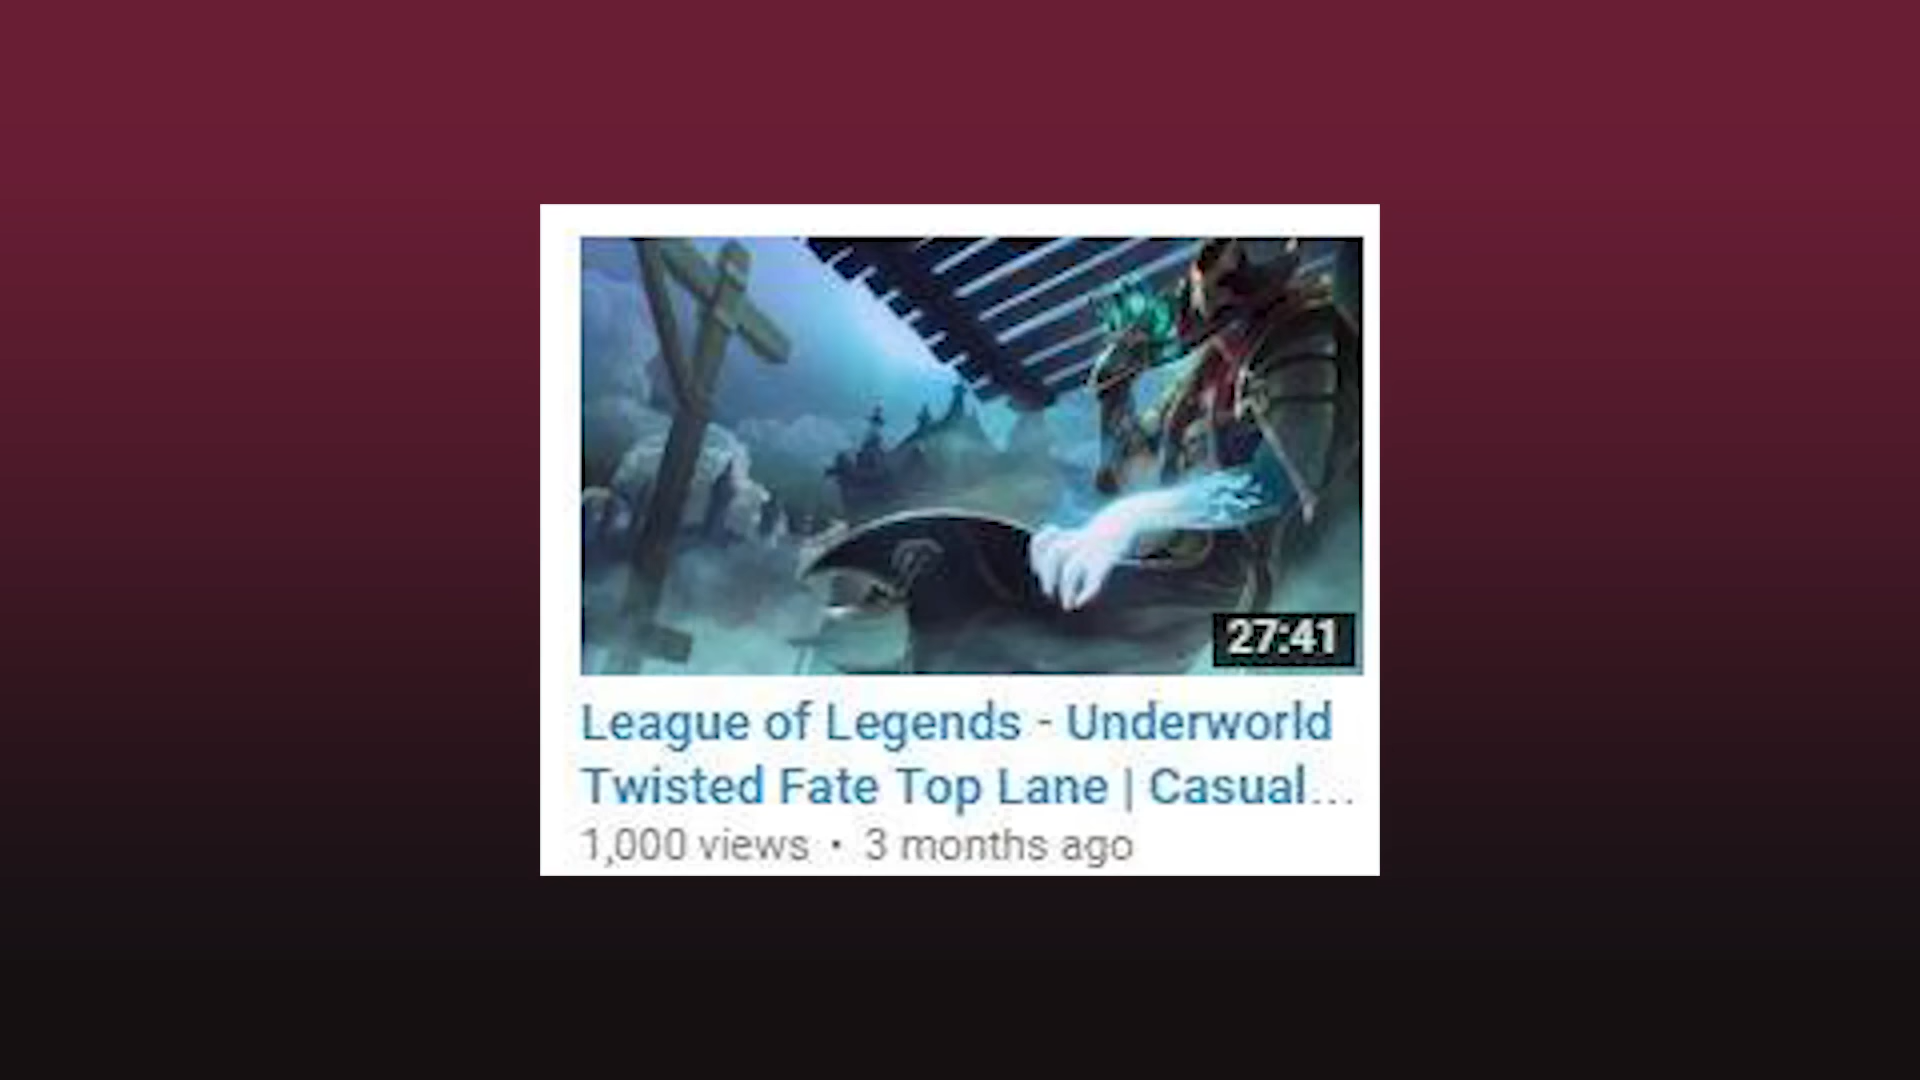 27:41
League of Legends - Underworld
Twisted Fate Top Lane | Casual...
1,000 views · 3 months ago